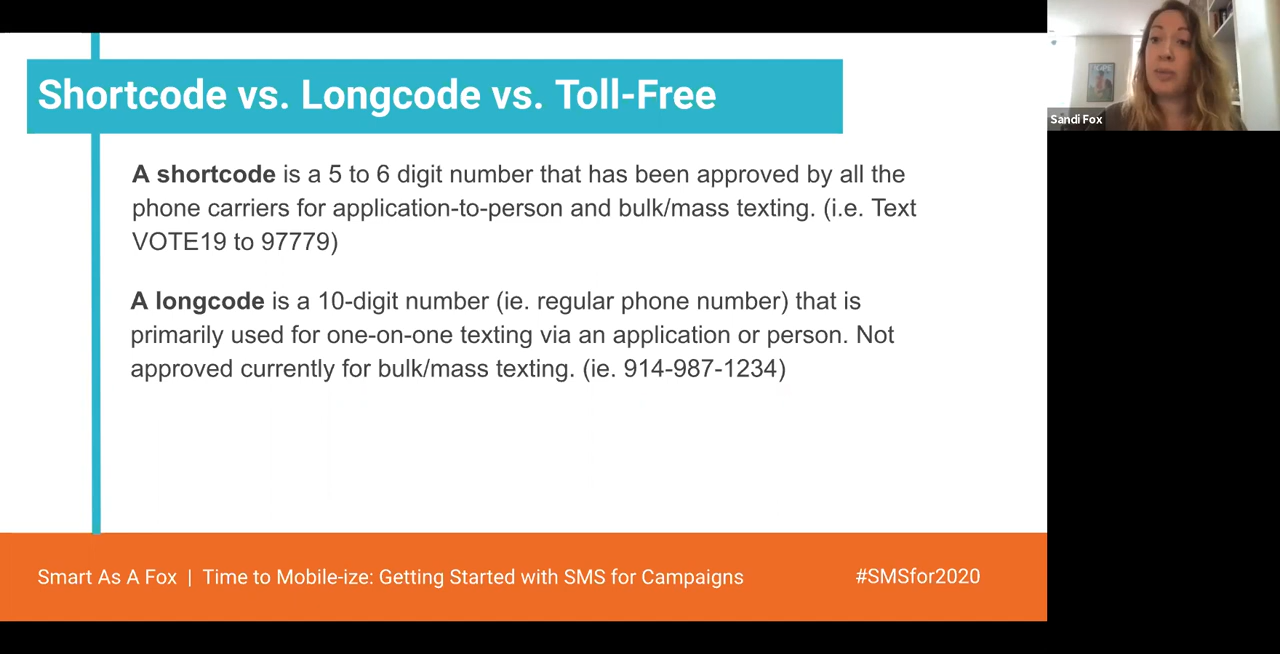 Shortcode vs. Longcode vs. Toll-Free
A shortcode is a 5 to 6 digit number that has been approved by all the
phone carriers for application-to-person and bulk/mass texting. (i.e. Text
VOTE19 to 97779)
A longcode is a 10-digit number (ie. regular phone number) that is
primarily used for one-on-one texting via an application or person. Not
approved currently for bulk/mass texting. (ie. 914-987-1234)
Smart As A Fox | Time to Mobile-ize: Getting Started with SMS for Campaigns
#SMSfor2020
Sandi Fox